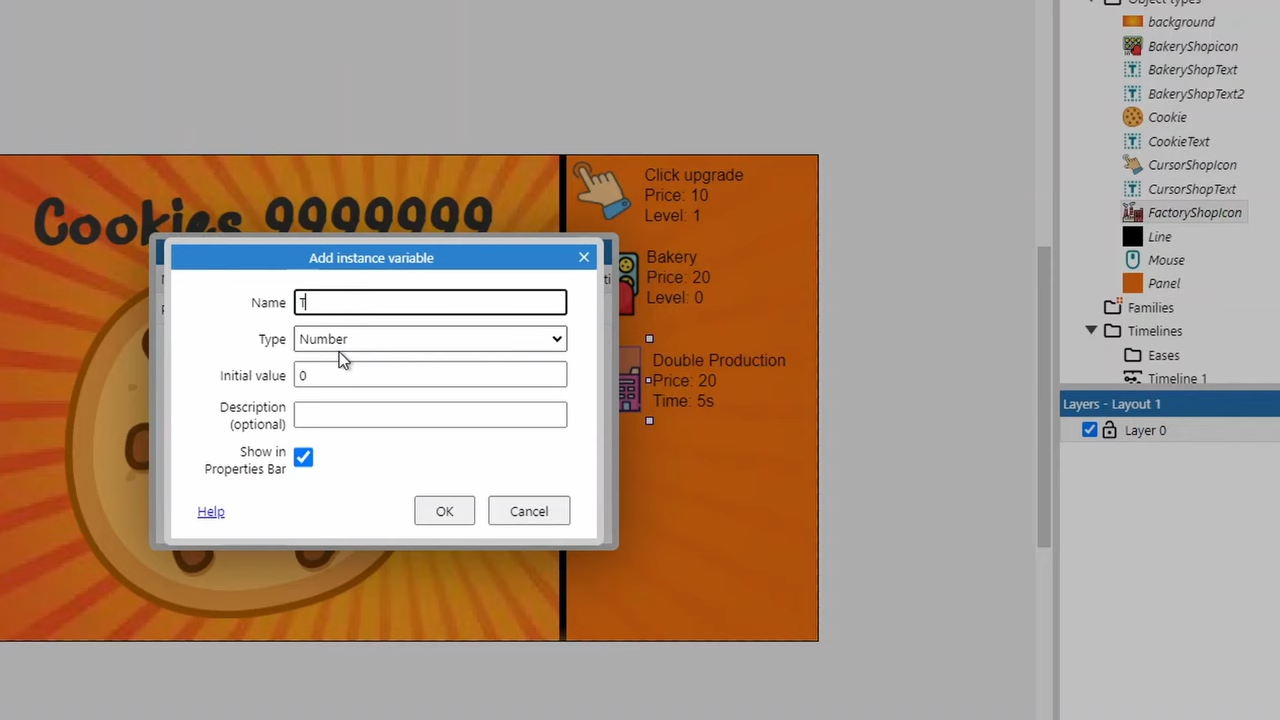 Object types
background
BakeryShopicon
BakeryShopText
BakeryShopText2
Cookie
CookieText
CursorShopIcon
CursorShopText
FactoryShopIcon
Line
Mouse
Panel
Families
Timelines
Eases
Timeline 1
Layers - Layout 1
Layer 0
Cookies 9999999
Click upgrade
Price: 10
Level: 1
Bakery
Price: 20
Level: 0
Double Production
Price: 20
Time: 5s
Add instance variable
Name T
Type Number
Initial value 0
Description
(optional)
Show in
Properties Bar
Help OK Cancel